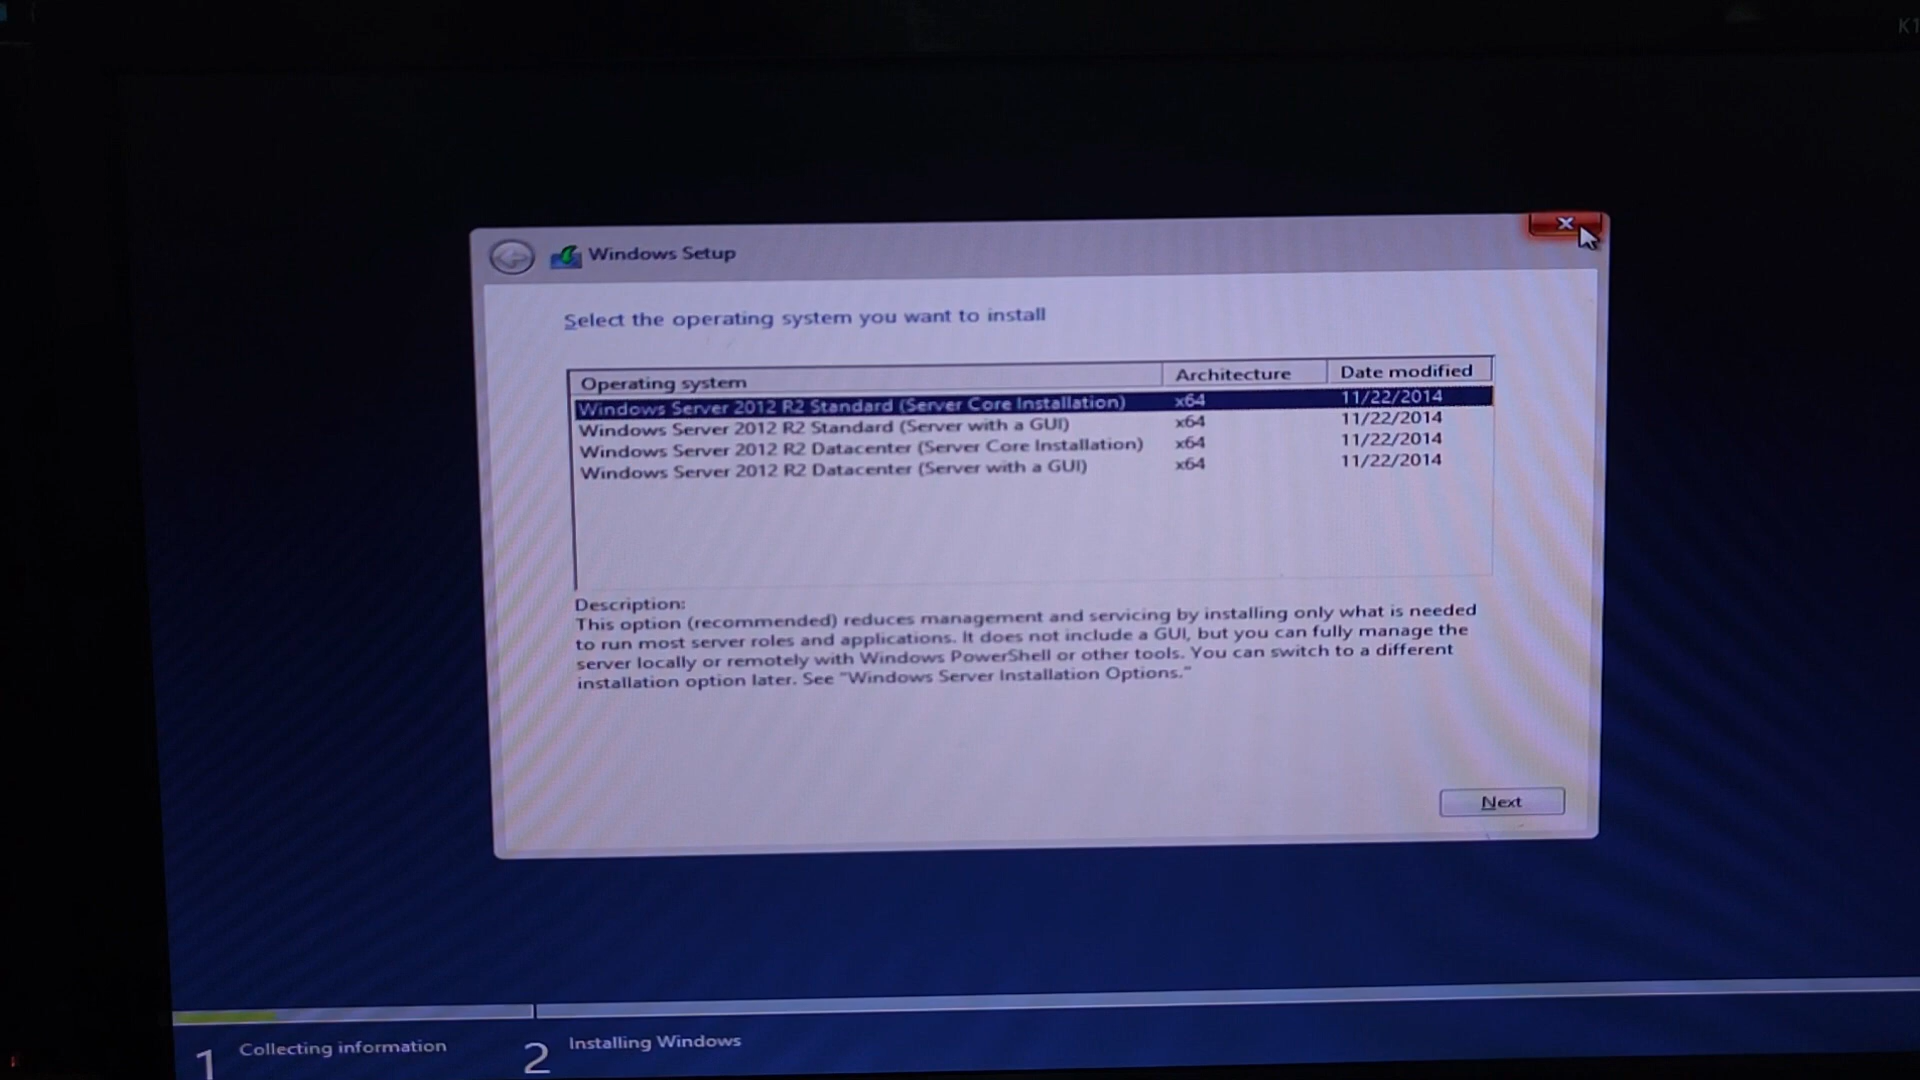 K1
Windows Setup
Select the operating system you want to install
Operating system Architecture Date modified
Windows Server 2012 R2 Standard (Server Core Installation) x64 11/22/2014
Windows Server 2012 R2 Standard (Server with a GUI) x64 11/22/2014
Windows Server 2012 R2 Datacenter (Server Core Installation) x64 11/22/2014
Windows Server 2012 R2 Datacenter (Server with a GUI) x64 11/22/2014
Description:
This option (recommended) reduces management and servicing by installing only what is needed
to run most server roles and applications. It does not include a GUI, but you can fully manage the
server locally or remotely with Windows PowerShell or other tools. You can switch to a different
installation option later. See "Windows Server Installation Options."
Next
1 Collecting information
2 Installing Windows